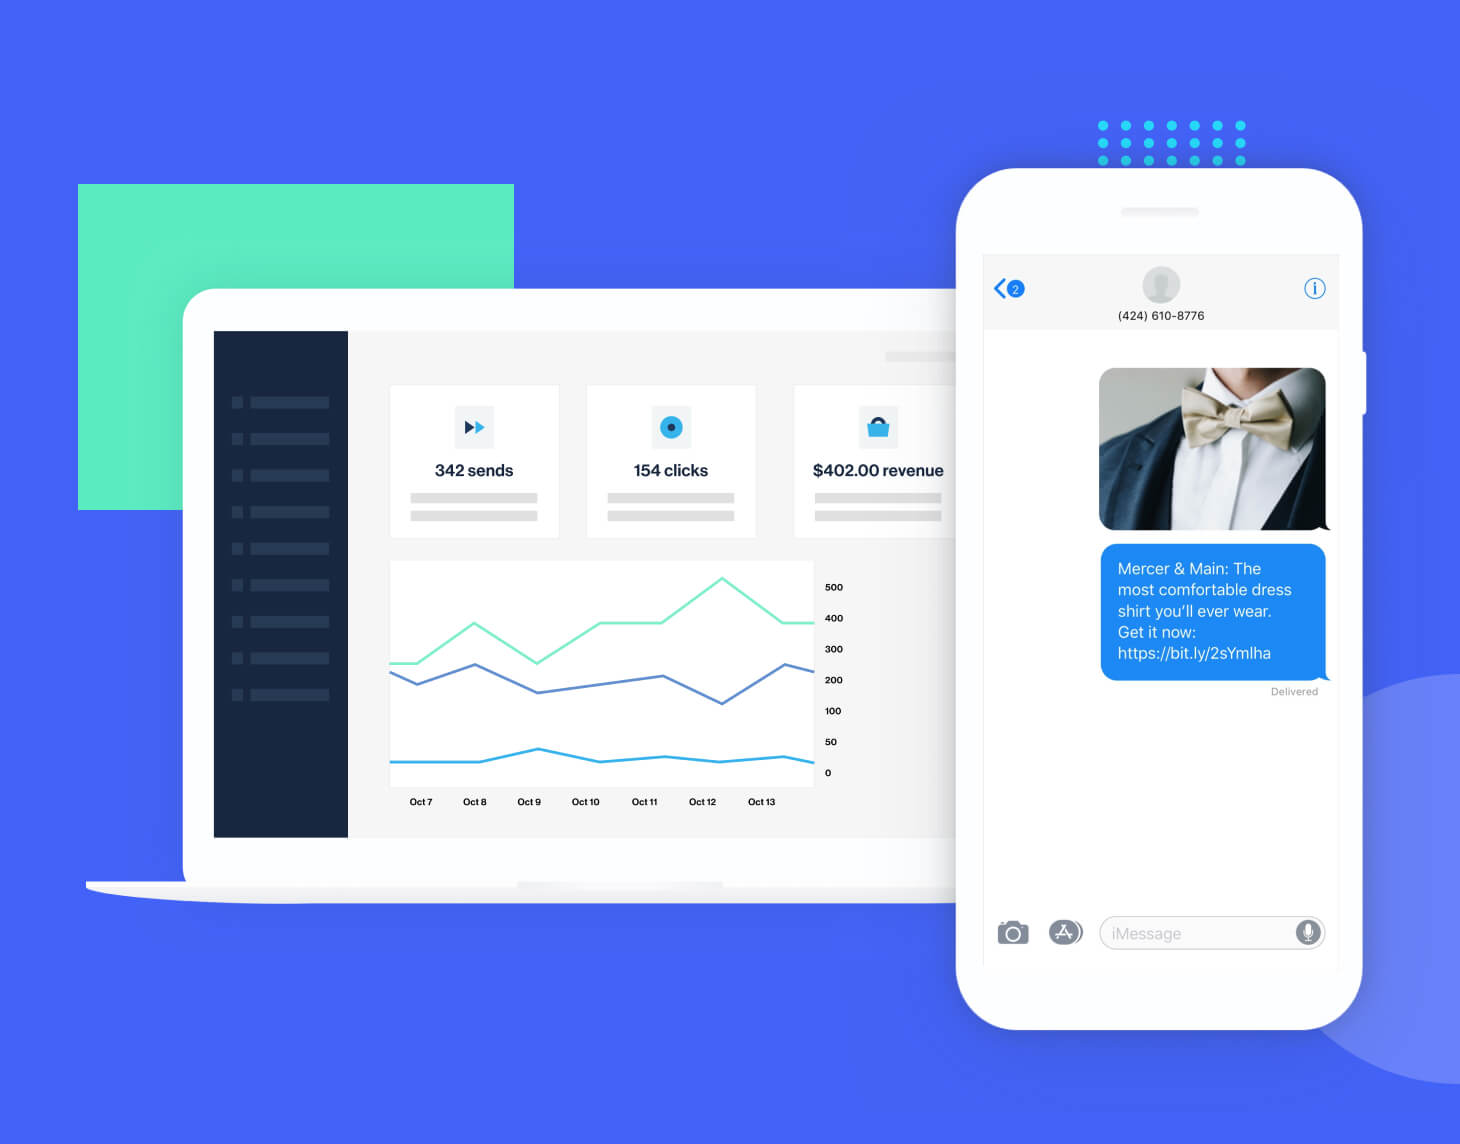 342 sends
154 clicks
$402.00 revenue
500
400
300
200
100
50
0
Oct 7
Oct 8
Oct 9
Oct 10
Oct 11
Oct 12
Oct 13
2
(424) 610-8776
i
Mercer & Main: The
most comfortable dress
shirt you’ll ever wear.
Get it now:
https://bit.ly/2sYmlha
Delivered
iMessage